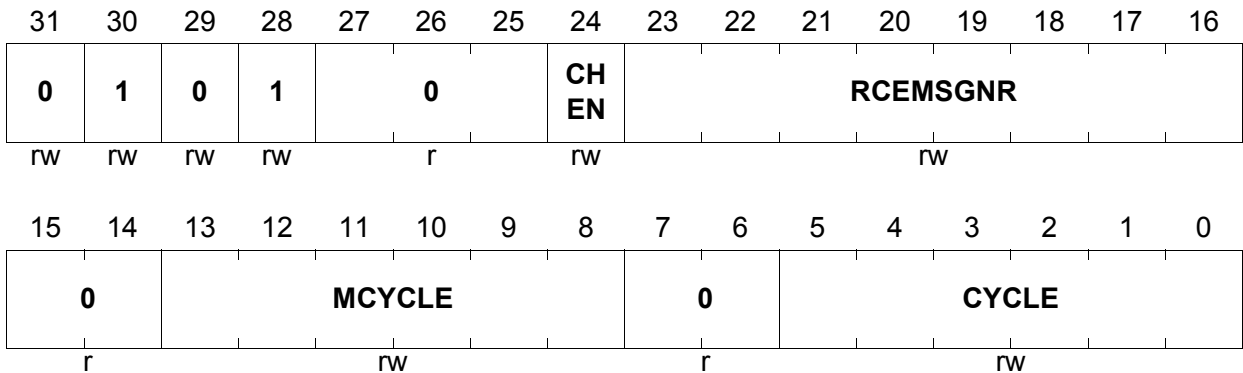 31 30 29 28 27 26 25 24 23 22 21 20 19 18 17 16
0 1 0 1 0 CH EN RCEMSGNR
rw rw rw rw r rw rw
15 14 13 12 11 10 9 8 7 6 5 4 3 2 1 0
0 MCYCLE 0 CYCLE
r rw r rw